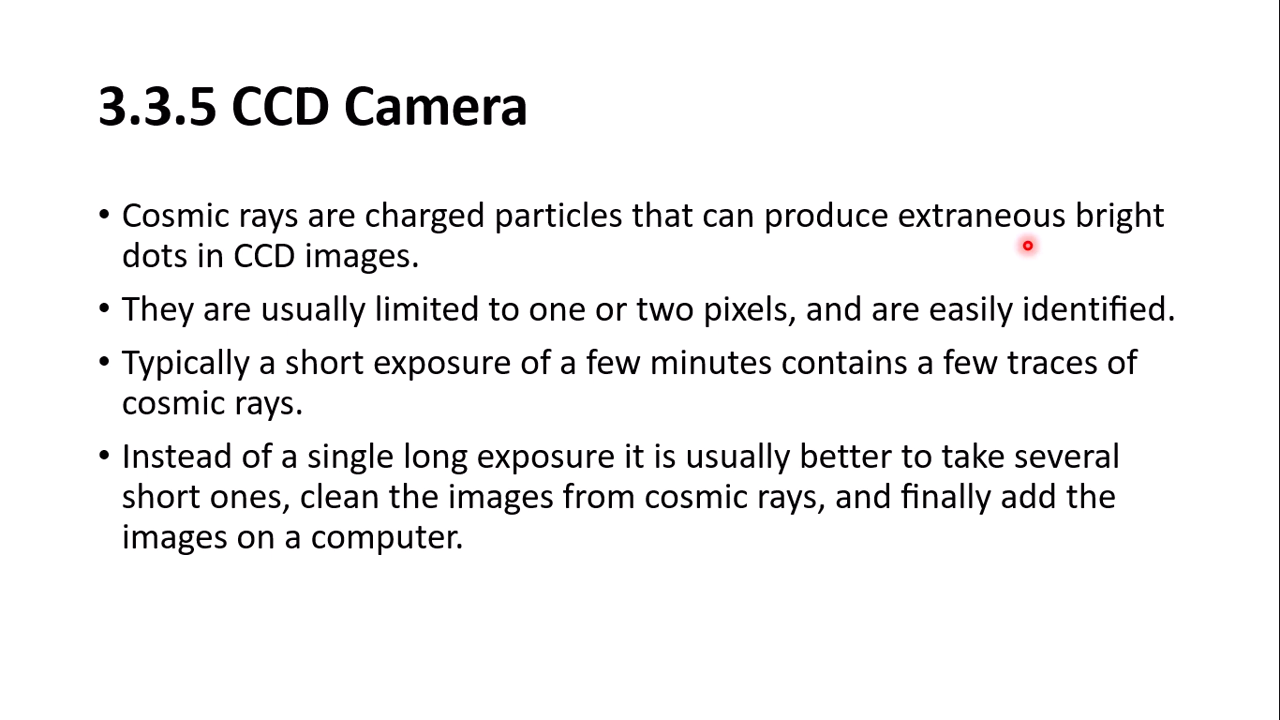 3.3.5 CCD Camera
• Cosmic rays are charged particles that can produce extraneous bright
dots in CCD images.
• They are usually limited to one or two pixels, and are easily identified.
• Typically a short exposure of a few minutes contains a few traces of
cosmic rays.
• Instead of a single long exposure it is usually better to take several
short ones, clean the images from cosmic rays, and finally add the
images on a computer.